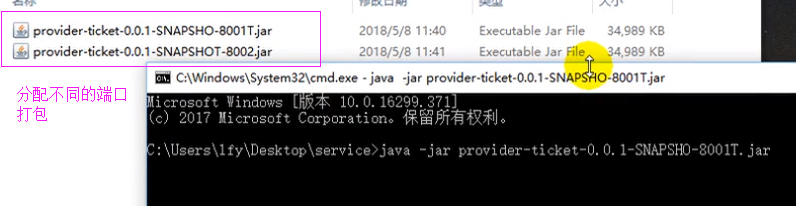 名称 修改日期 类型 大小
provider-ticket-0.0.1-SNAPSHO-8001T.jar 2018/5/8 11:40 Executable Jar File 34,989 KB
provider-ticket-0.0.1-SNAPSHOT-8002.jar 2018/5/8 11:41 Executable Jar File 34,989 KB
分配不同的端口
打包
C:\Windows\System32\cmd.exe - java -jar provider-ticket-0.0.1-SNAPSHO-8001T.jar
Microsoft Windows [版本 10.0.16299.371]
(c) 2017 Microsoft Corporation。保留所有权利。
C:\Users\lfy\Desktop\service>java -jar provider-ticket-0.0.1-SNAPSHO-8001T.jar